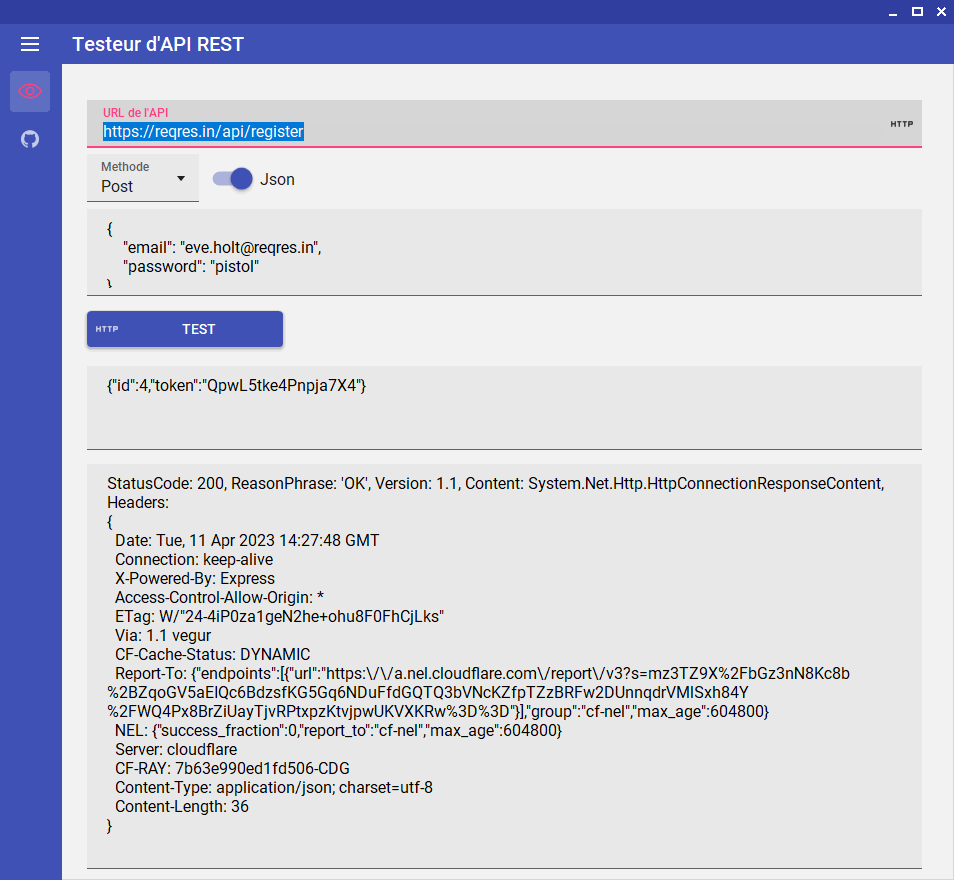 Testeur d'API REST
URL de l'API
https://reqres.in/api/register
HTTP
Methode
Post
Json
{
"email": "eve.holt@reqres.in",
"password": "pistol"
}
HTTP
TEST
{"id":4,"token":"QpwL5tke4Pnpja7X4"}
StatusCode: 200, ReasonPhrase: 'OK', Version: 1.1, Content: System.Net.Http.HttpConnectionResponseContent,
Headers:
{
Date: Tue, 11 Apr 2023 14:27:48 GMT
Connection: keep-alive
X-Powered-By: Express
Access-Control-Allow-Origin: *
ETag: W/"24-4iP0za1geN2he+ohu8F0FhCjLks"
Via: 1.1 vegur
CF-Cache-Status: DYNAMIC
Report-To: {"endpoints":[{"url":"https:\/\/a.nel.cloudflare.com\/report\/v3?s=mz3TZ9X%2FbGz3nN8Kc8b
%2BZqoGV5aEIQc6BdzsfKG5Gq6NDuFfdGQTQ3bVNcKZfpTZzBRFw2DUnnqdrVMlSxh84Y
%2FWQ4Px8BrZiUayTjvRPtxpzKtvjpwUKVXKRw%3D%3D"}],"group":"cf-nel","max_age":604800}
NEL: {"success_fraction":0,"report_to":"cf-nel","max_age":604800}
Server: cloudflare
CF-RAY: 7b63e990ed1fd506-CDG
Content-Type: application/json; charset=utf-8
Content-Length: 36
}